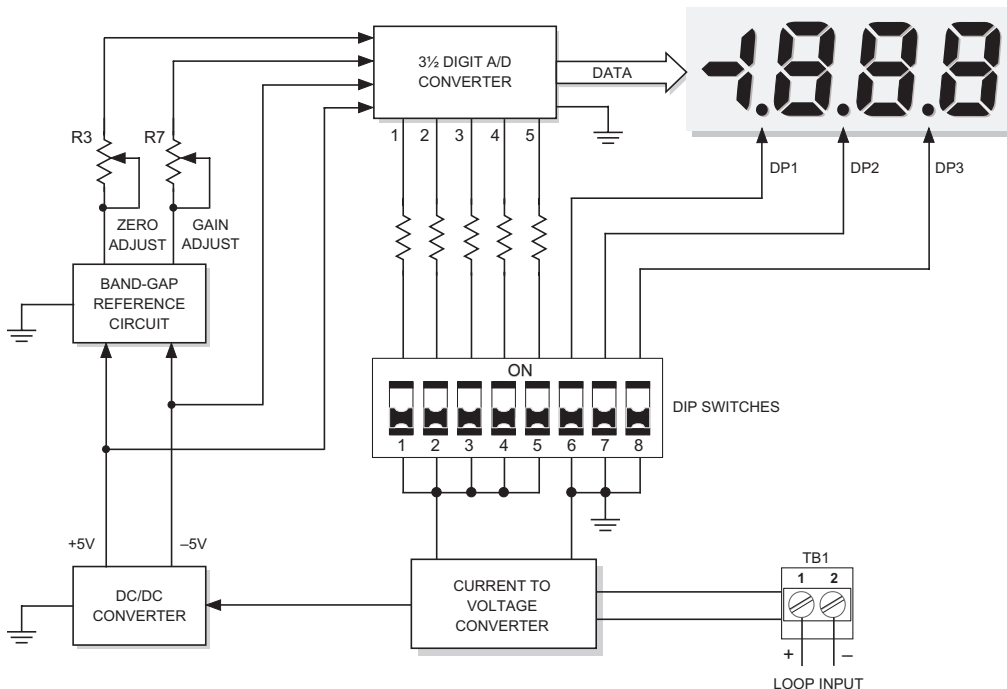 3½ DIGIT A/D
CONVERTER
DATA
-1.8.8.8
1 2 3 4 5
R3
R7
DP1
DP2
DP3
ZERO
ADJUST
GAIN
ADJUST
BAND-GAP
REFERENCE
CIRCUIT
ON
DIP SWITCHES
1 2 3 4 5 6 7 8
+5V
–5V
TB1
1 2
DC/DC
CONVERTER
CURRENT TO
VOLTAGE
CONVERTER
+ –
LOOP INPUT